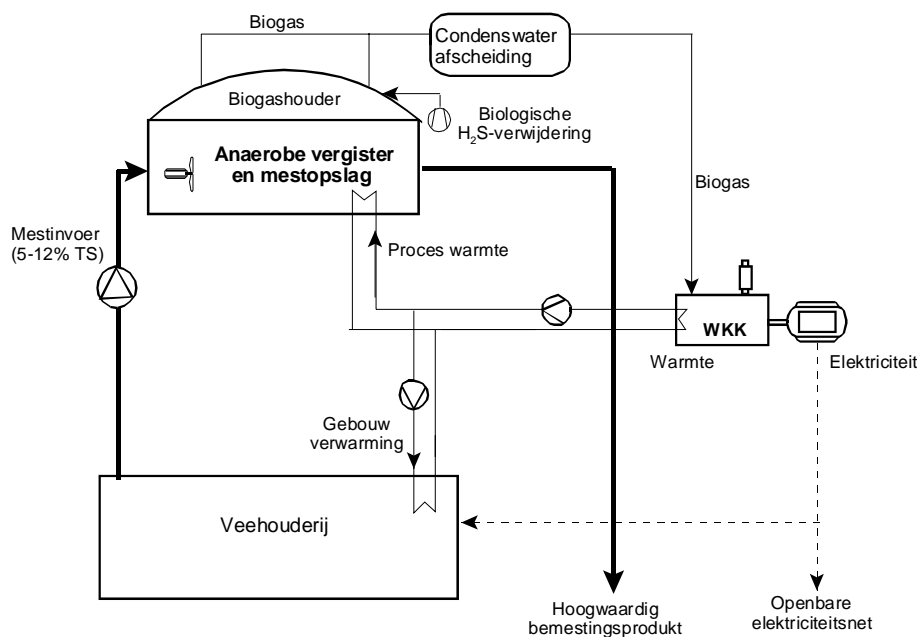 Biogas
Condenswater
afscheiding
Biogashouder
Biologische
H₂S-verwijdering
Anaerobe vergister
en mestopslag
Biogas
Mestinvoer
(5-12% TS)
Proces warmte
WKK
Warmte
Elektriciteit
Gebouw
verwarming
Veehouderij
Hoogwaardig
bemestingsprodukt
Openbare
elektriciteitsnet